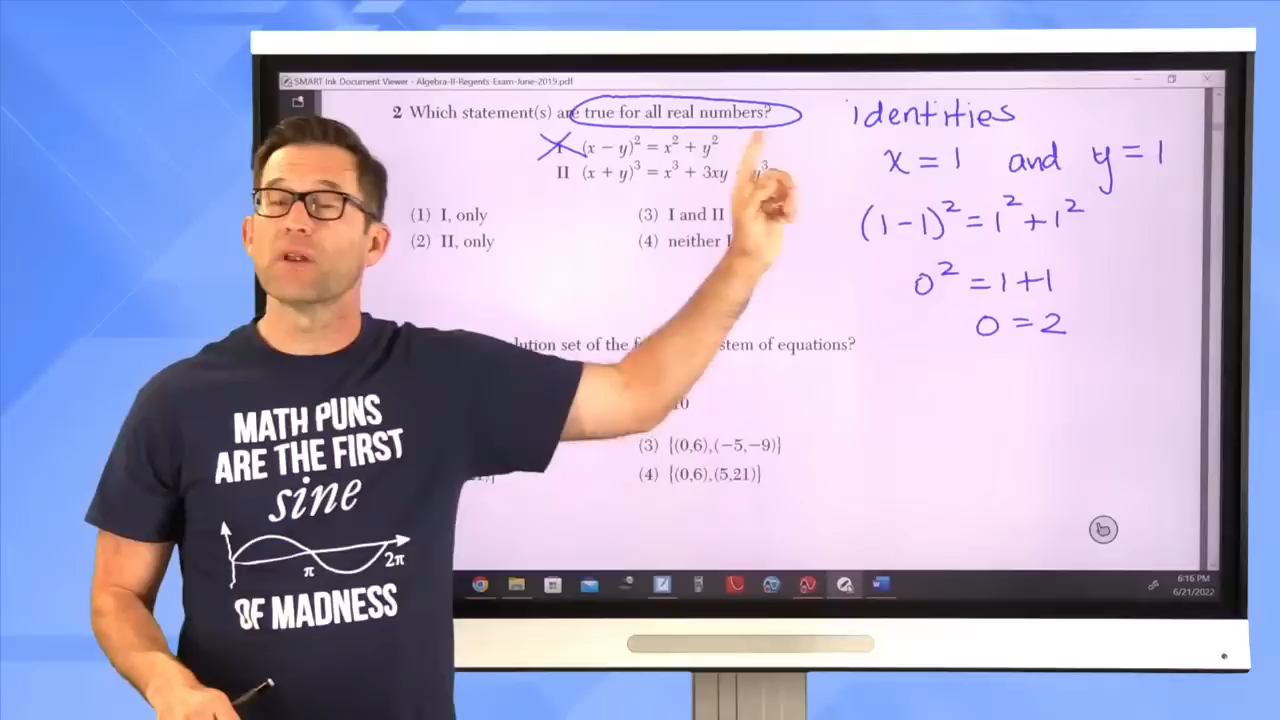 SMART Ink Document Viewer - Algebra-II-Regents-Exam-June-2019.pdf
2 Which statement(s) are true for all real numbers?
I (x − y)² = x² + y²
II (x + y)³ = x³ + 3xy y³
(1) I, only
(3) I and II
(2) II, only
(4) neither I
identities
x = 1 and y = 1
(1-1)² = 1² + 1²
0² = 1+1
0 = 2
set of the
of equations?
(3) {(0,6),(−5,−9)}
(4) {(0,6),(5,21)}
MATH PUNS
ARE THE FIRST
sine
π 2π
OF MADNESS
6:16 PM
6/21/2022